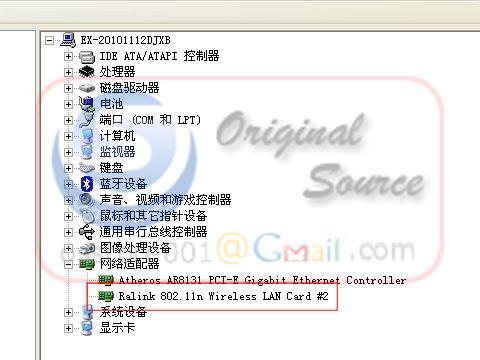 EX-20101112DJXB
IDE ATA/ATAPI 控制器
处理器
磁盘驱动器
电池
端口 (COM 和 LPT)
计算机
监视器
键盘
蓝牙设备
声音、视频和游戏控制器
鼠标和其它指针设备
通用串行总线控制器
图像处理设备
网络适配器
Atheros AR8131 PCI-E Gigabit Ethernet Controller
Ralink 802.11n Wireless LAN Card #2
系统设备
显示卡
Original
Source
001@Gmail.com